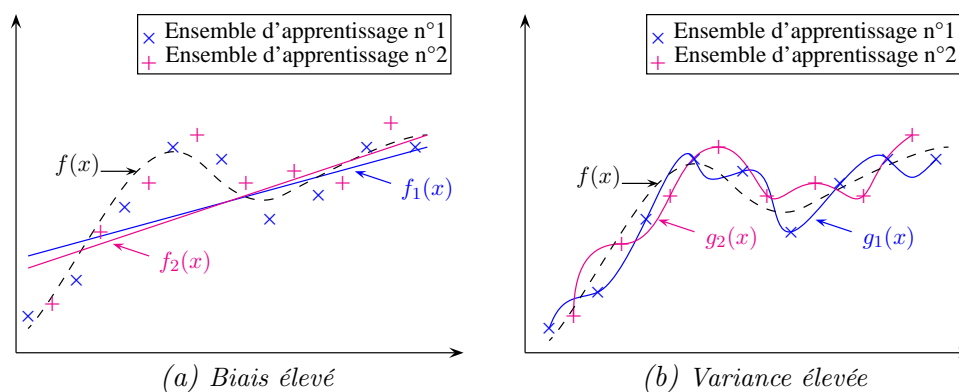 Ensemble d'apprentissage n°1
Ensemble d'apprentissage n°2
f(x)
f₁(x)
f₂(x)
(a) Biais élevé
Ensemble d'apprentissage n°1
Ensemble d'apprentissage n°2
f(x)
g₂(x)
g₁(x)
(b) Variance élevée